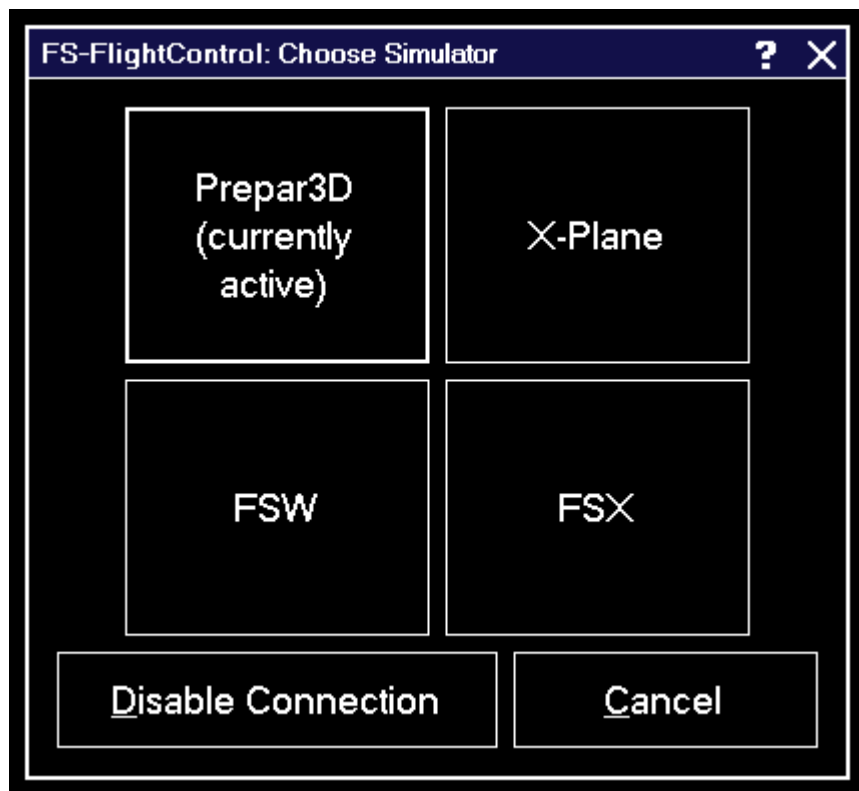 FS-FlightControl: Choose Simulator ? X
Prepar3D
(currently
active)
X-Plane
FSW
FSX
Disable Connection
Cancel